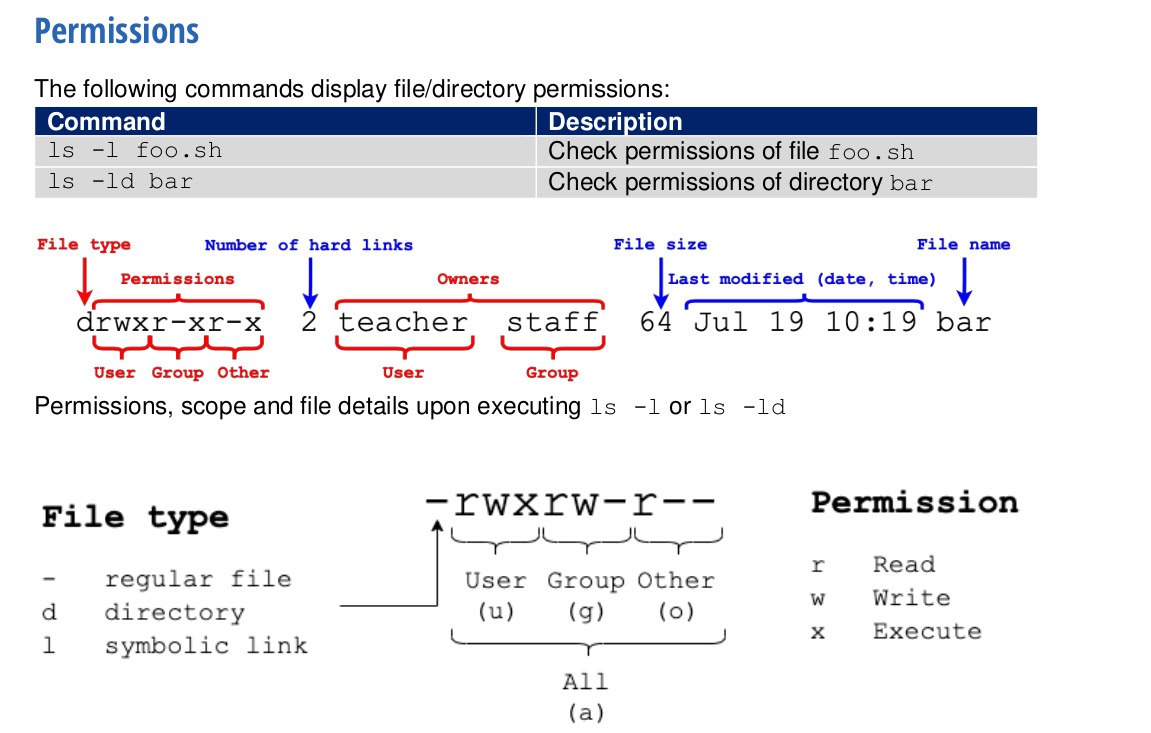 Permissions
The following commands display file/directory permissions:
Command Description
ls -l foo.sh Check permissions of file foo.sh
ls -ld bar Check permissions of directory bar
File type Number of hard links File size File name
Permissions Owners Last modified (date, time)
drwxr-xr-x 2 teacher staff 64 Jul 19 10:19 bar
User Group Other User Group
Permissions, scope and file details upon executing ls -l or ls -ld
File type
- regular file
d directory
l symbolic link
-rwxrw-r--
User Group Other
(u) (g) (o)
All
(a)
Permission
r Read
w Write
x Execute